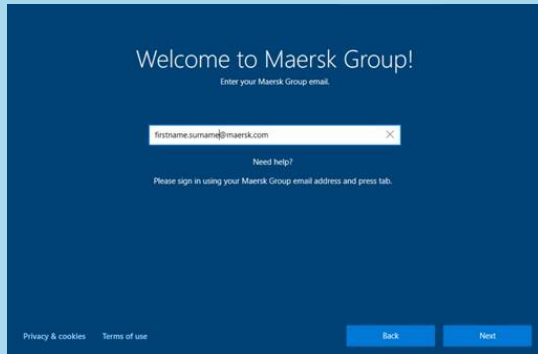 Welcome to Maersk Group!
Enter your Maersk Group email.
firstname.surname@maersk.com
Need help?
Please sign in using your Maersk Group email address and press tab.
Privacy & cookies Terms of use Back Next